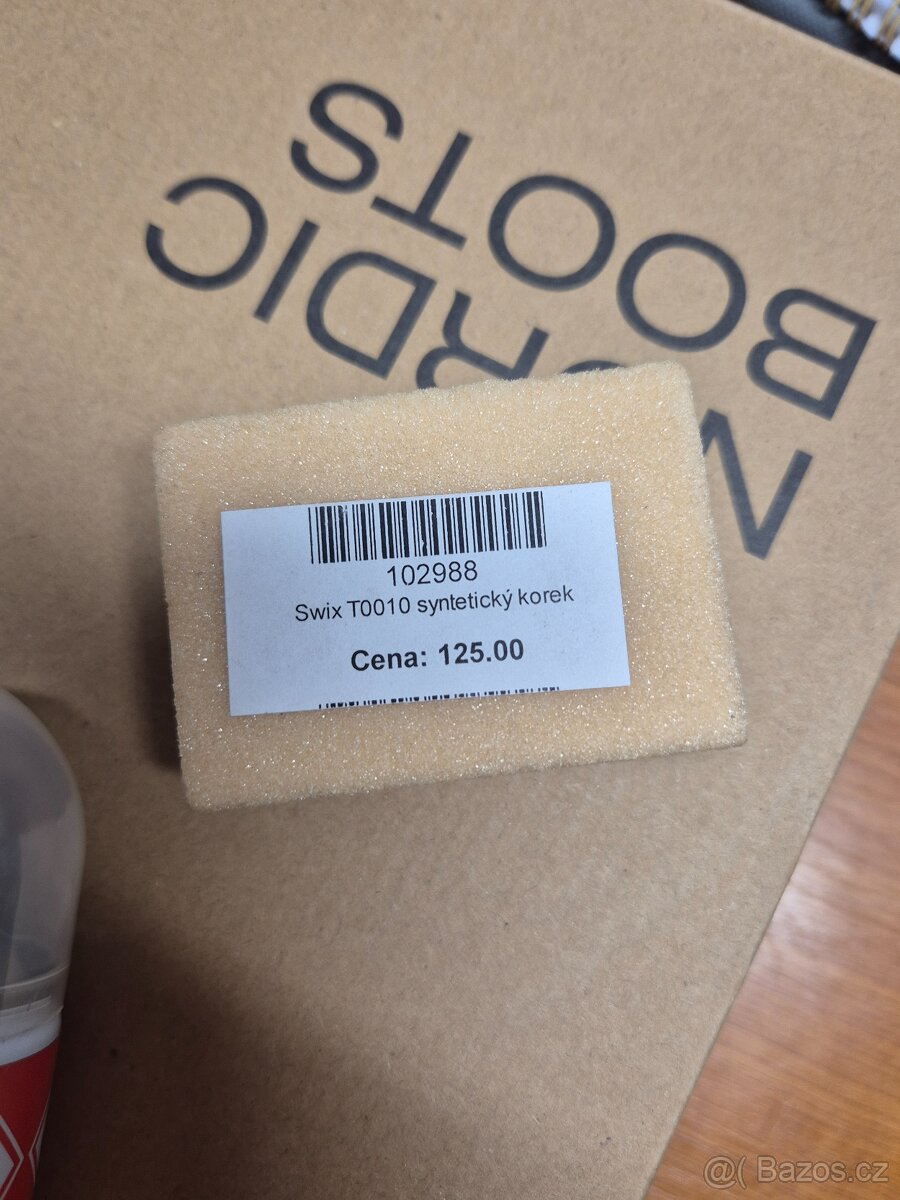 NORDIC
BOOTS
102988
Swix T0010 syntetický korek
Cena: 125.00
@( Bazos.cz